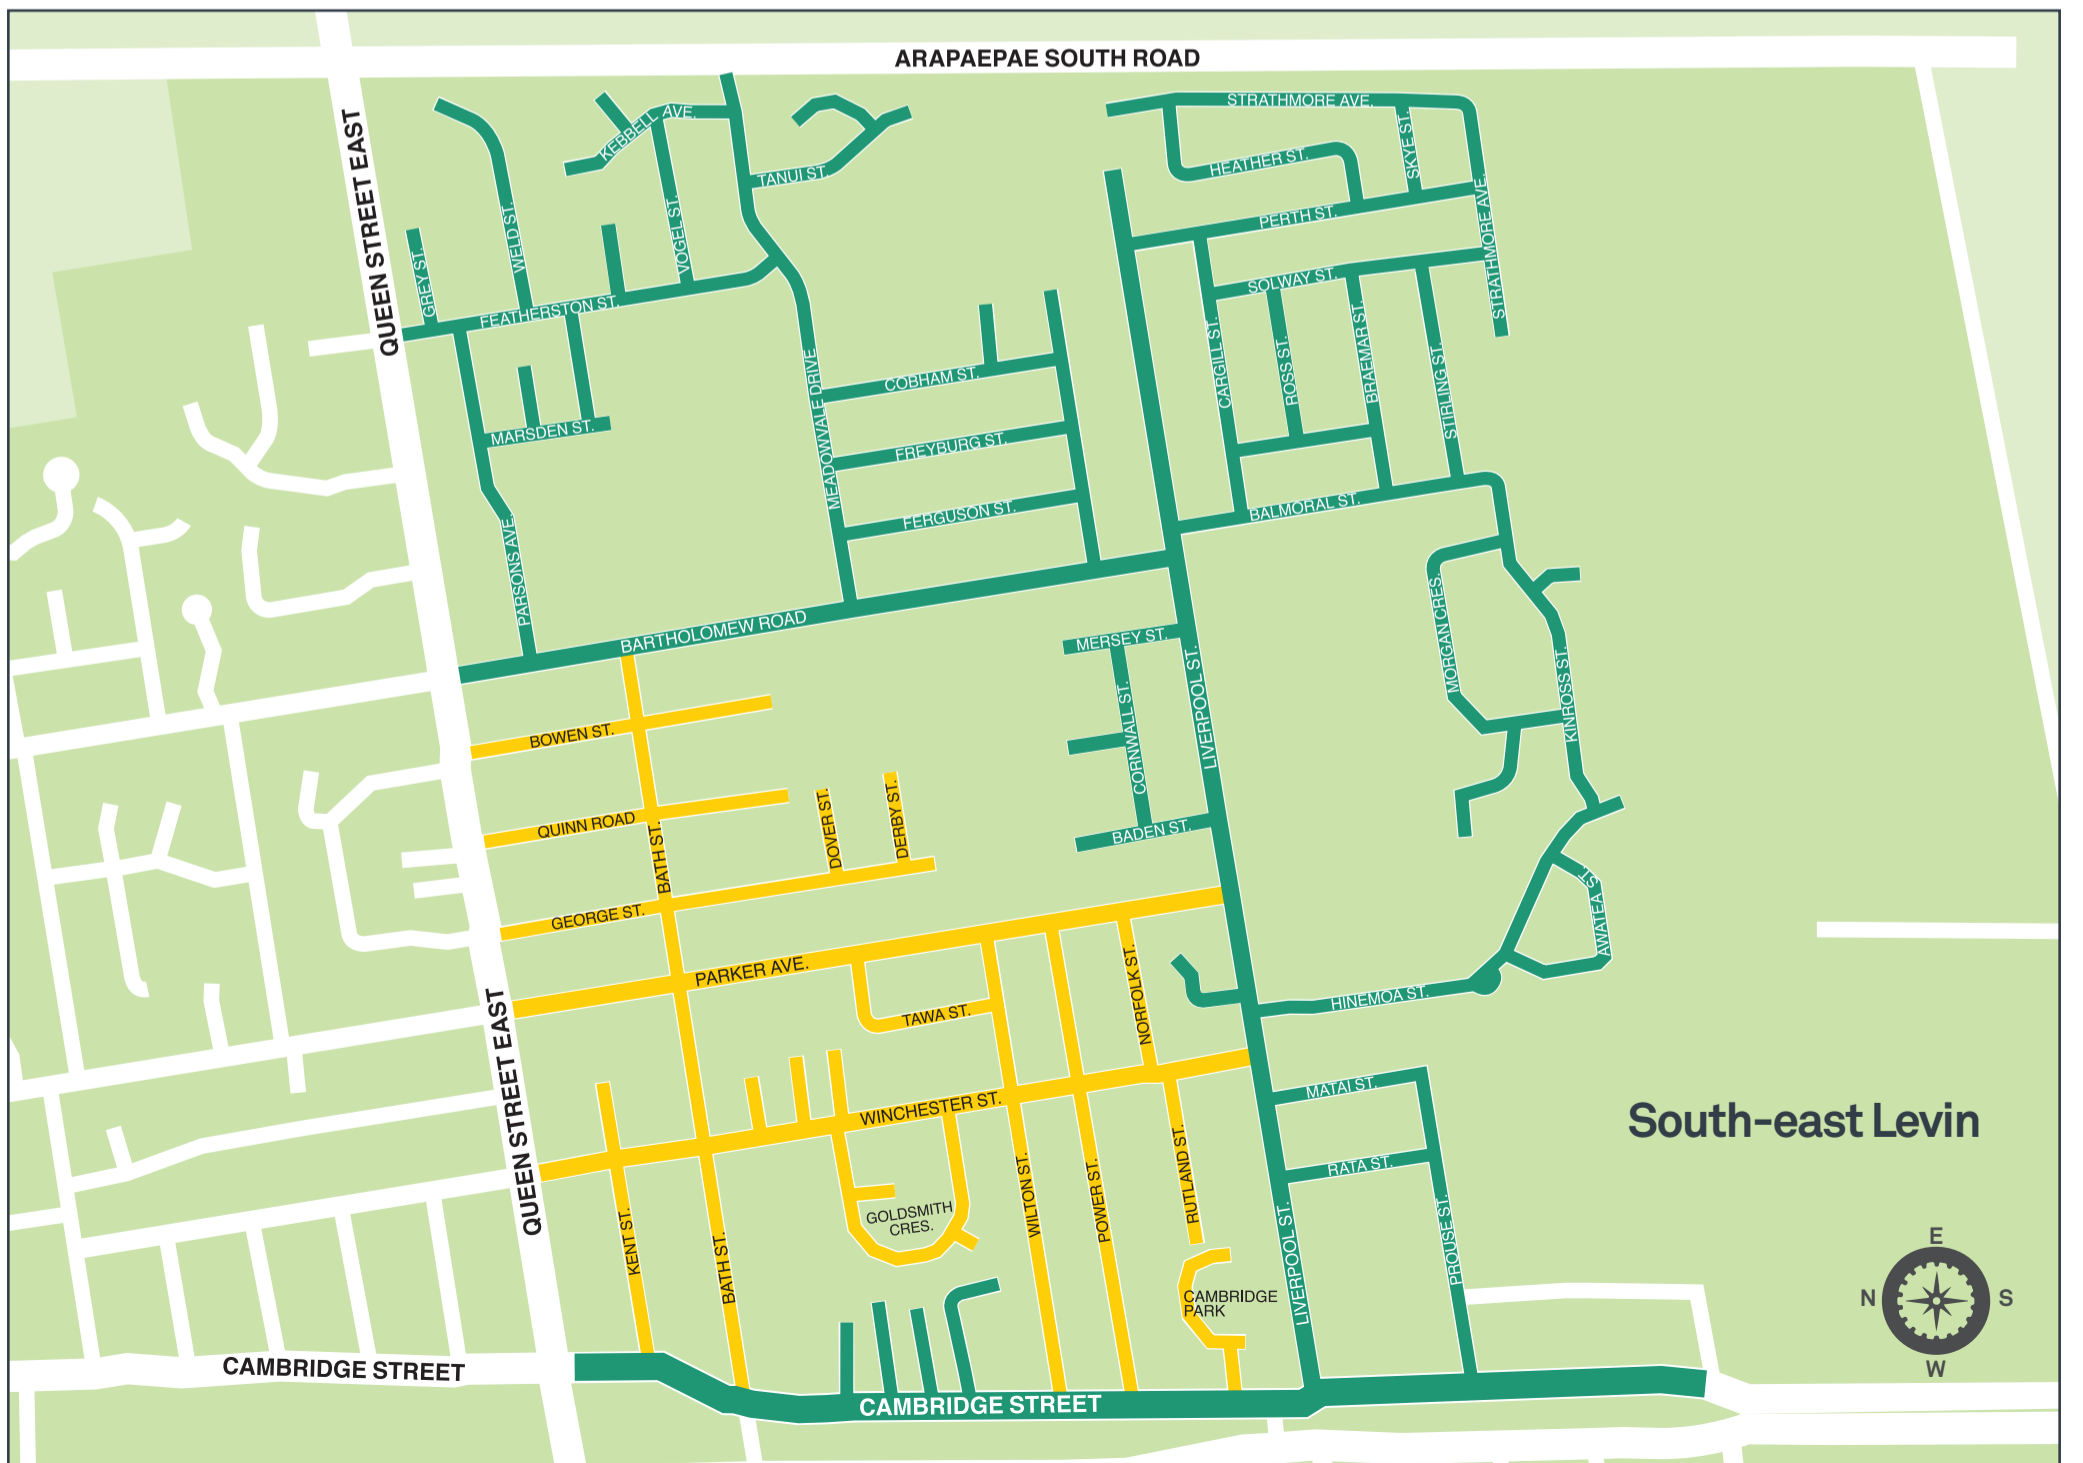 ARAPAEPAE SOUTH ROAD
QUEEN STREET EAST
KEBBELL AVE.
TANUI ST.
WELD ST.
VOGEL ST.
GREY ST.
FEATHERSTON ST.
MARSDEN ST.
PARSONS AVE.
MEADOWVALE DRIVE
COBHAM ST.
FREYBURG ST.
FERGUSON ST.
BARTHOLOMEW ROAD
STRATHMORE AVE.
SKYE ST.
HEATHER ST.
PERTH ST.
STRATHMORE AVE.
SOLWAY ST.
CARGILL ST.
ROSS ST.
BRAEMAR ST.
STIRLING ST.
BALMORAL ST.
MORGAN CRES.
KINROSS ST.
MERSEY ST.
CORNWALL ST.
LIVERPOOL ST.
BADEN ST.
AWATEA ST.
HINEMOA ST.
BOWEN ST.
QUINN ROAD
BATH ST.
DOVER ST.
DERBY ST.
GEORGE ST.
PARKER AVE.
TAWA ST.
NORFOLK ST.
QUEEN STREET EAST
WINCHESTER ST.
MATAI ST.
RATA ST.
PROUSE ST.
South-east Levin
KENT ST.
BATH ST.
GOLDSMITH
CRES.
WILTON ST.
POWER ST.
RUTLAND ST.
CAMBRIDGE
PARK
LIVERPOOL ST.
E
N
S
W
CAMBRIDGE STREET
CAMBRIDGE STREET